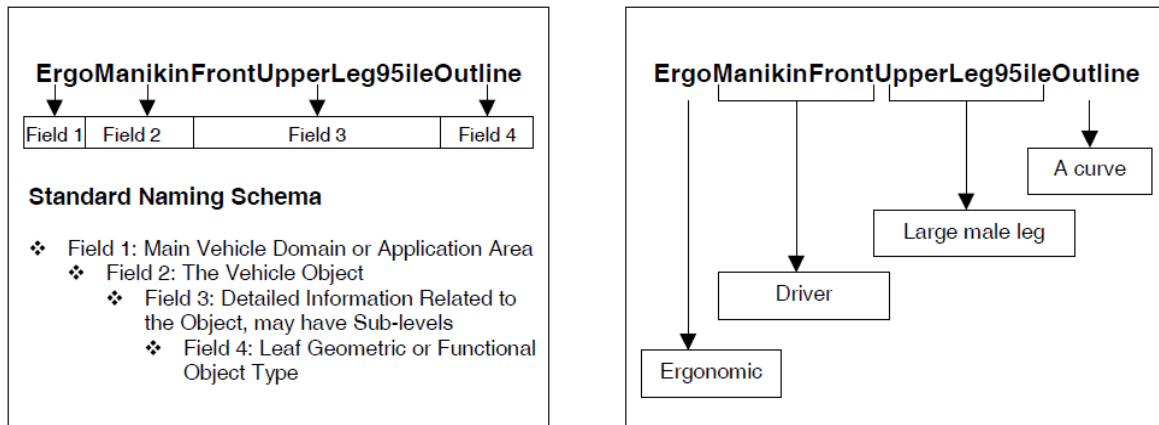 ErgoManikinFrontUpperLeg95ileOutline
Field 1
Field 2
Field 3
Field 4
Standard Naming Schema
❖ Field 1: Main Vehicle Domain or Application Area
❖ Field 2: The Vehicle Object
❖ Field 3: Detailed Information Related to
the Object, may have Sub-levels
❖ Field 4: Leaf Geometric or Functional
Object Type
ErgoManikinFrontUpperLeg95ileOutline
A curve
Large male leg
Driver
Ergonomic